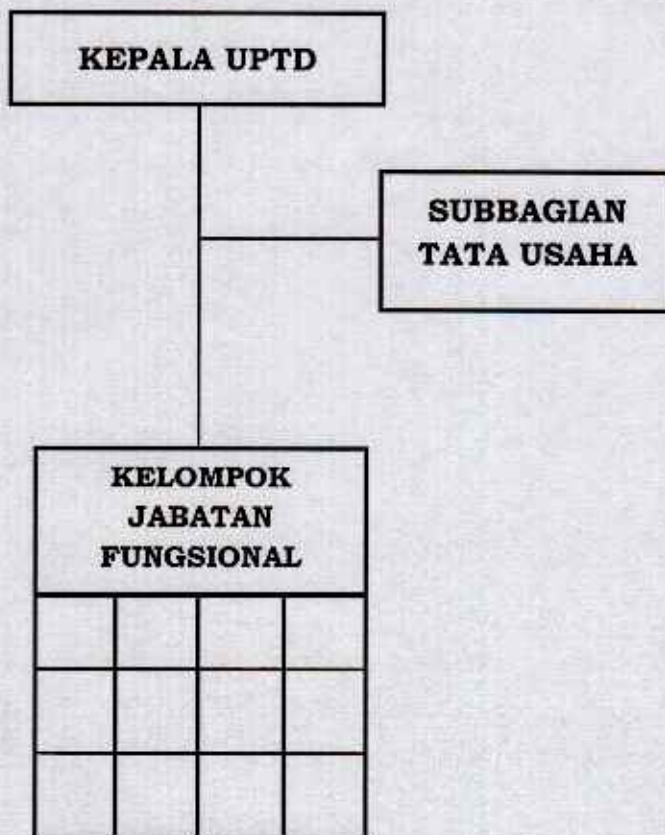 KEPALA UPTD
SUBBAGIAN
TATA USAHA
KELOMPOK
JABATAN
FUNGSIONAL